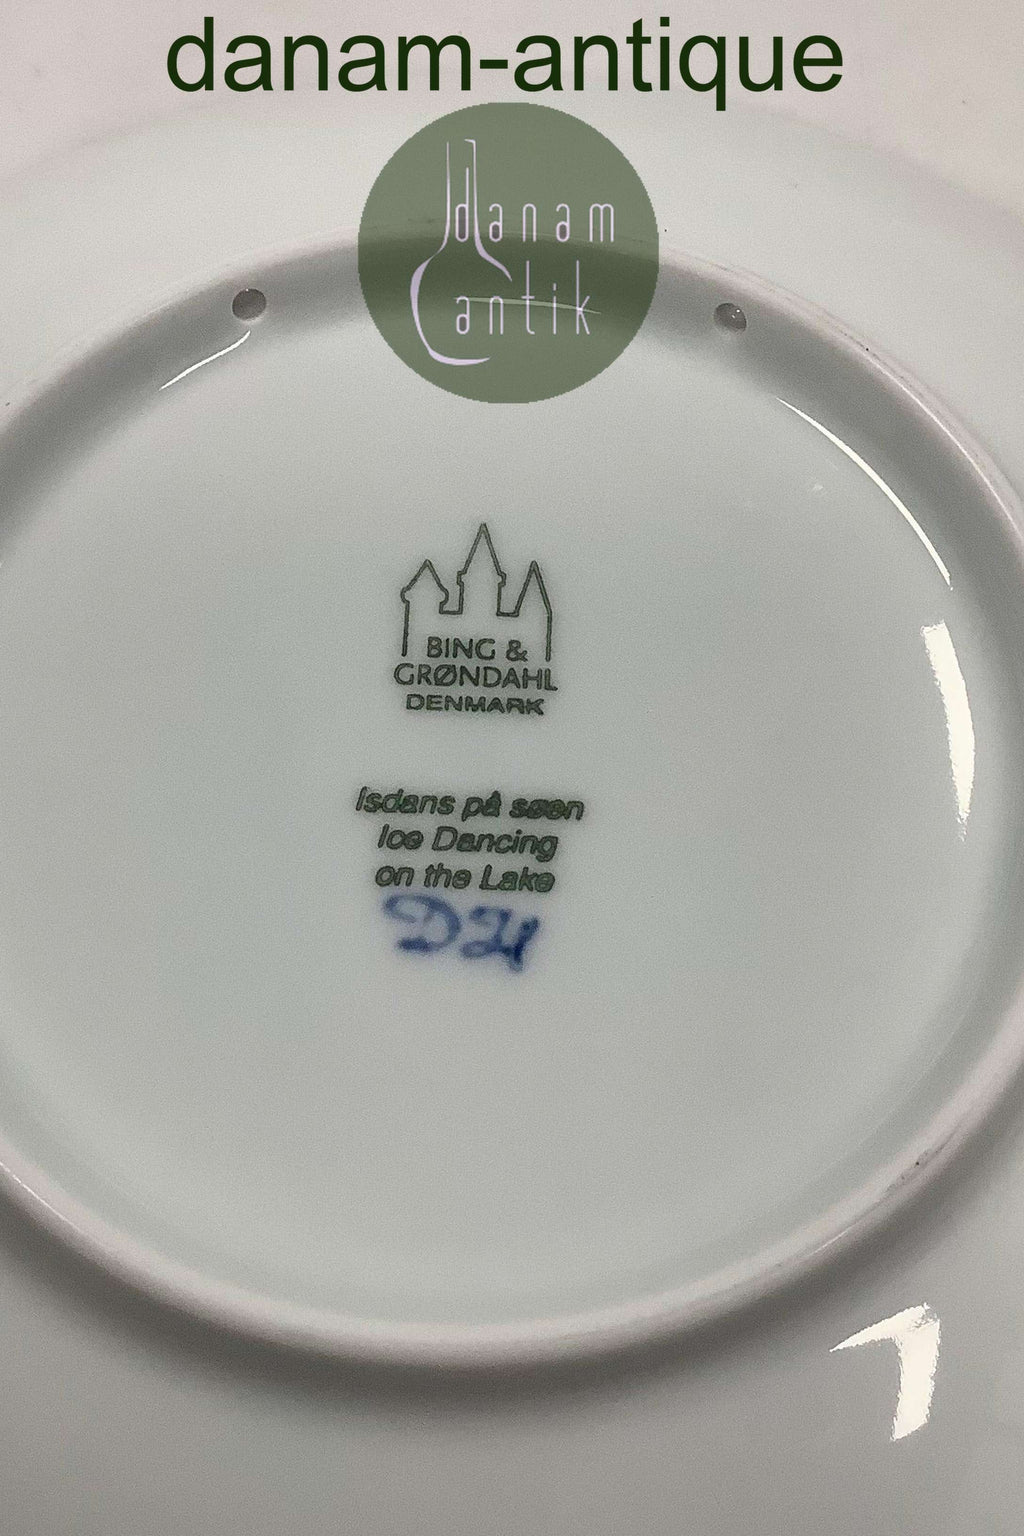 danam-antique
danam
antik
BING &
GRØNDAHL
DENMARK
Isdans på søen
Ice Dancing
on the Lake